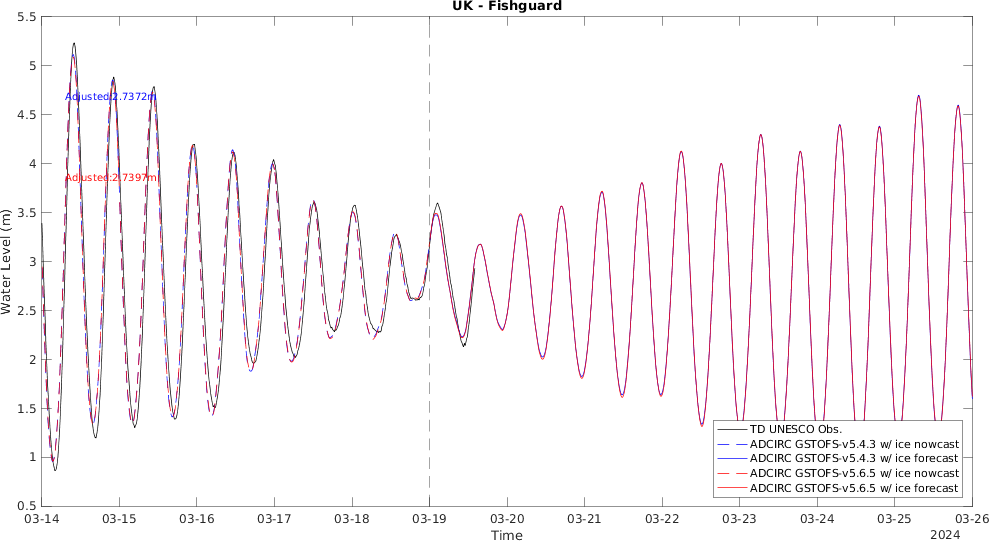 UK - Fishguard
5.5
5
4.5
4
3.5
3
2.5
2
1.5
1
0.5
Water Level (m)
Adjusted:2.7372m
Adjusted:2.7397m
TD UNESCO Obs.
ADCIRC GSTOFS-v5.4.3 w/ ice nowcast
ADCIRC GSTOFS-v5.4.3 w/ ice forecast
ADCIRC GSTOFS-v5.6.5 w/ ice nowcast
ADCIRC GSTOFS-v5.6.5 w/ ice forecast
03-14 03-15 03-16 03-17 03-18 03-19 03-20 03-21 03-22 03-23 03-24 03-25 03-26
Time
2024